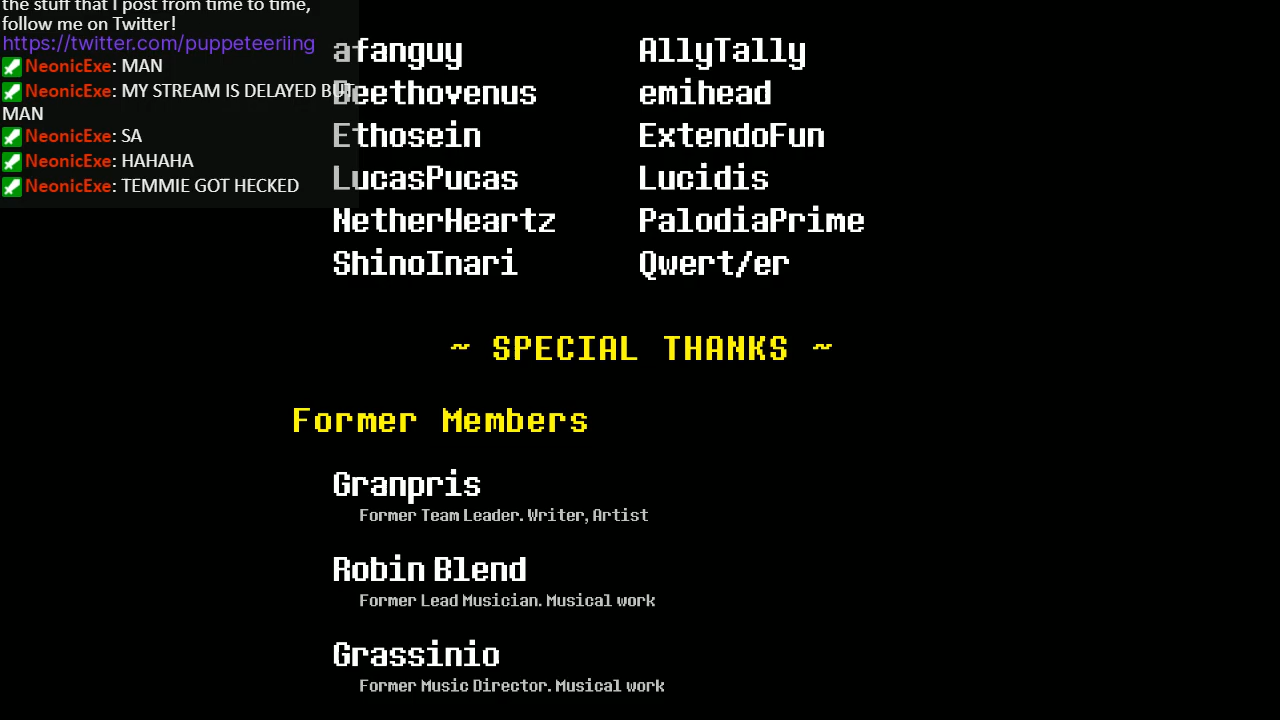 the stuff that I post from time to time,
follow me on Twitter!
https://twitter.com/puppeteeriing
NeonicExe: MAN
NeonicExe: MY STREAM IS DELAYED BUT
MAN
NeonicExe: SA
NeonicExe: HAHAHA
NeonicExe: TEMMIE GOT HECKED
afanguy AllyTally
Beethovenus emihead
Ethosein ExtendoFun
LucasPucas Lucidis
NetherHeartz PalodiaPrime
ShinoInari Qwert/er
~ SPECIAL THANKS ~
Former Members
Granpris
Former Team Leader. Writer, Artist
Robin Blend
Former Lead Musician. Musical work
Grassinio
Former Music Director. Musical work